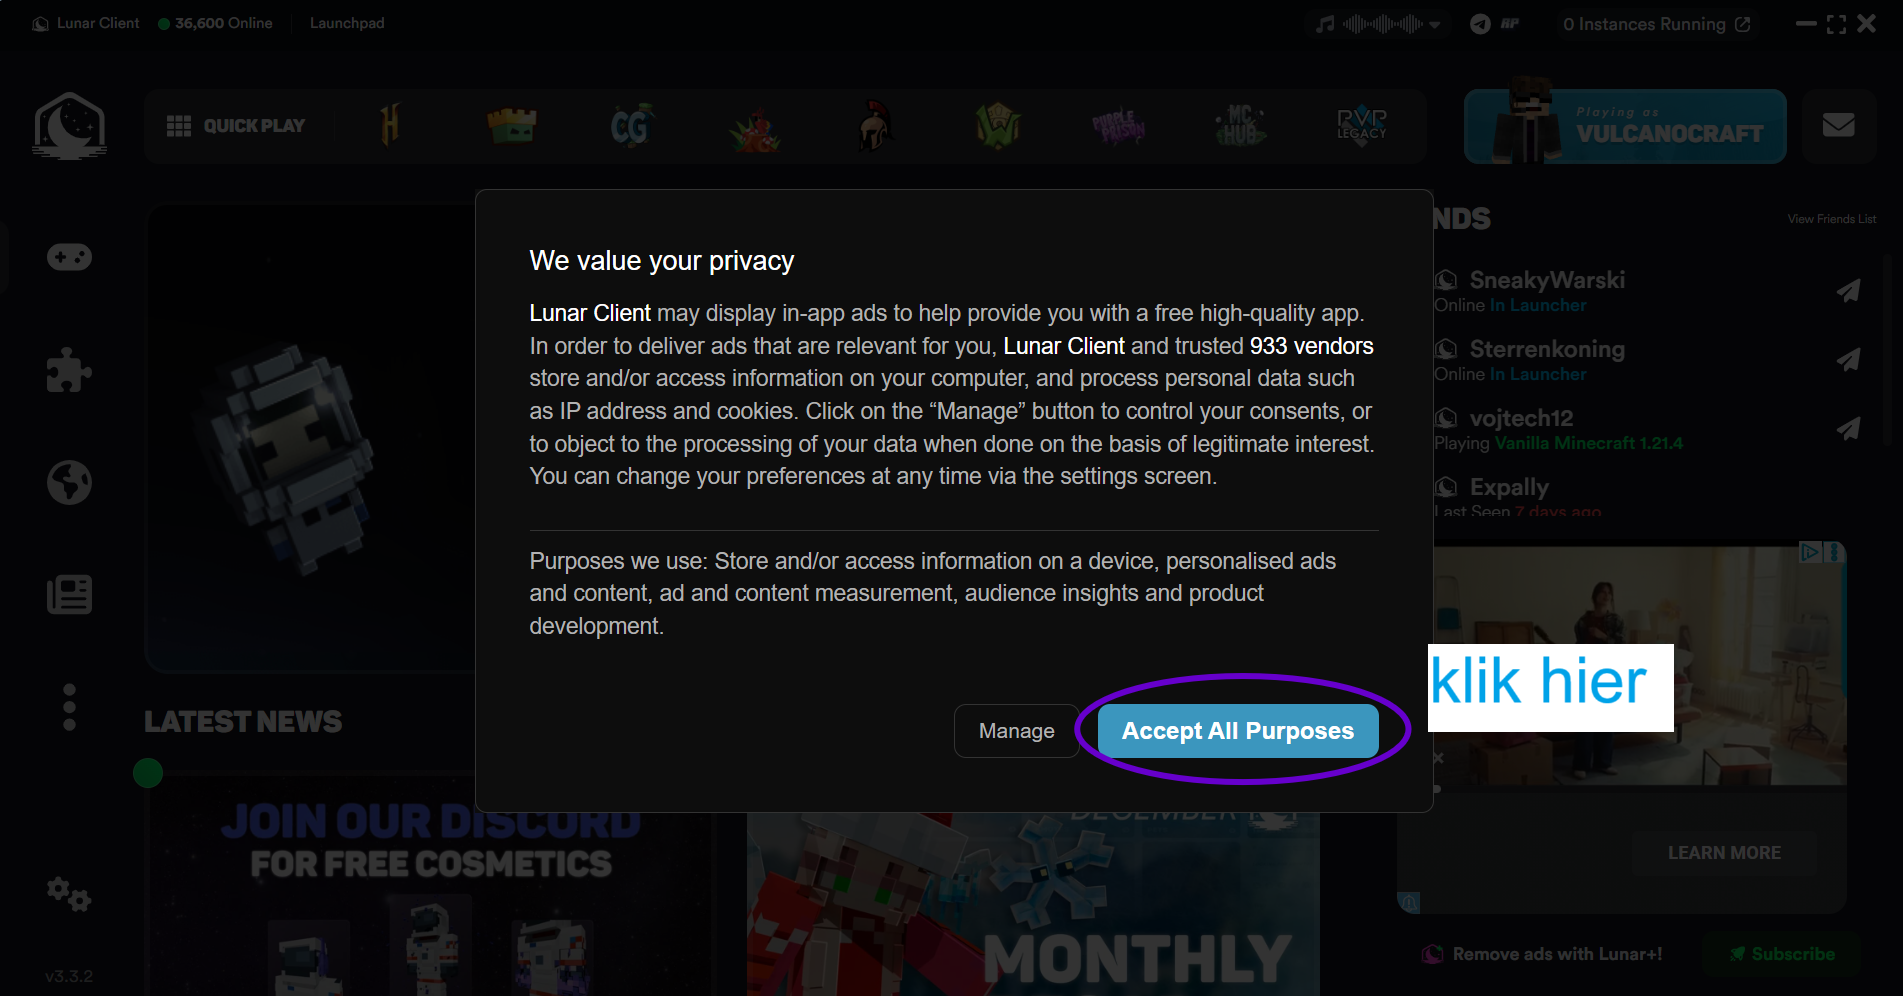 Lunar Client
36,600 Online
Launchpad
RP
0 Instances Running
QUICK PLAY
H
CG
W
PURPLE PRISON
MC HUB
PVP LEGACY
Playing as
VULCANOCRAFT
NDS
View Friends List
SneakyWarski
Online In Launcher
Sterrenkoning
Online In Launcher
vojtech12
Playing Vanilla Minecraft 1.21.4
Expally
Last Seen 7 days ago
We value your privacy
Lunar Client may display in-app ads to help provide you with a free high-quality app.
In order to deliver ads that are relevant for you, Lunar Client and trusted 933 vendors
store and/or access information on your computer, and process personal data such
as IP address and cookies. Click on the “Manage” button to control your consents, or
to object to the processing of your data when done on the basis of legitimate interest.
You can change your preferences at any time via the settings screen.
Purposes we use: Store and/or access information on a device, personalised ads
and content, ad and content measurement, audience insights and product
development.
Manage
Accept All Purposes
klik hier
LATEST NEWS
JOIN OUR DISCORD
FOR FREE COSMETICS
DECEMBER
MONTHLY
LEARN MORE
Remove ads with Lunar+!
Subscribe
v3.3.2